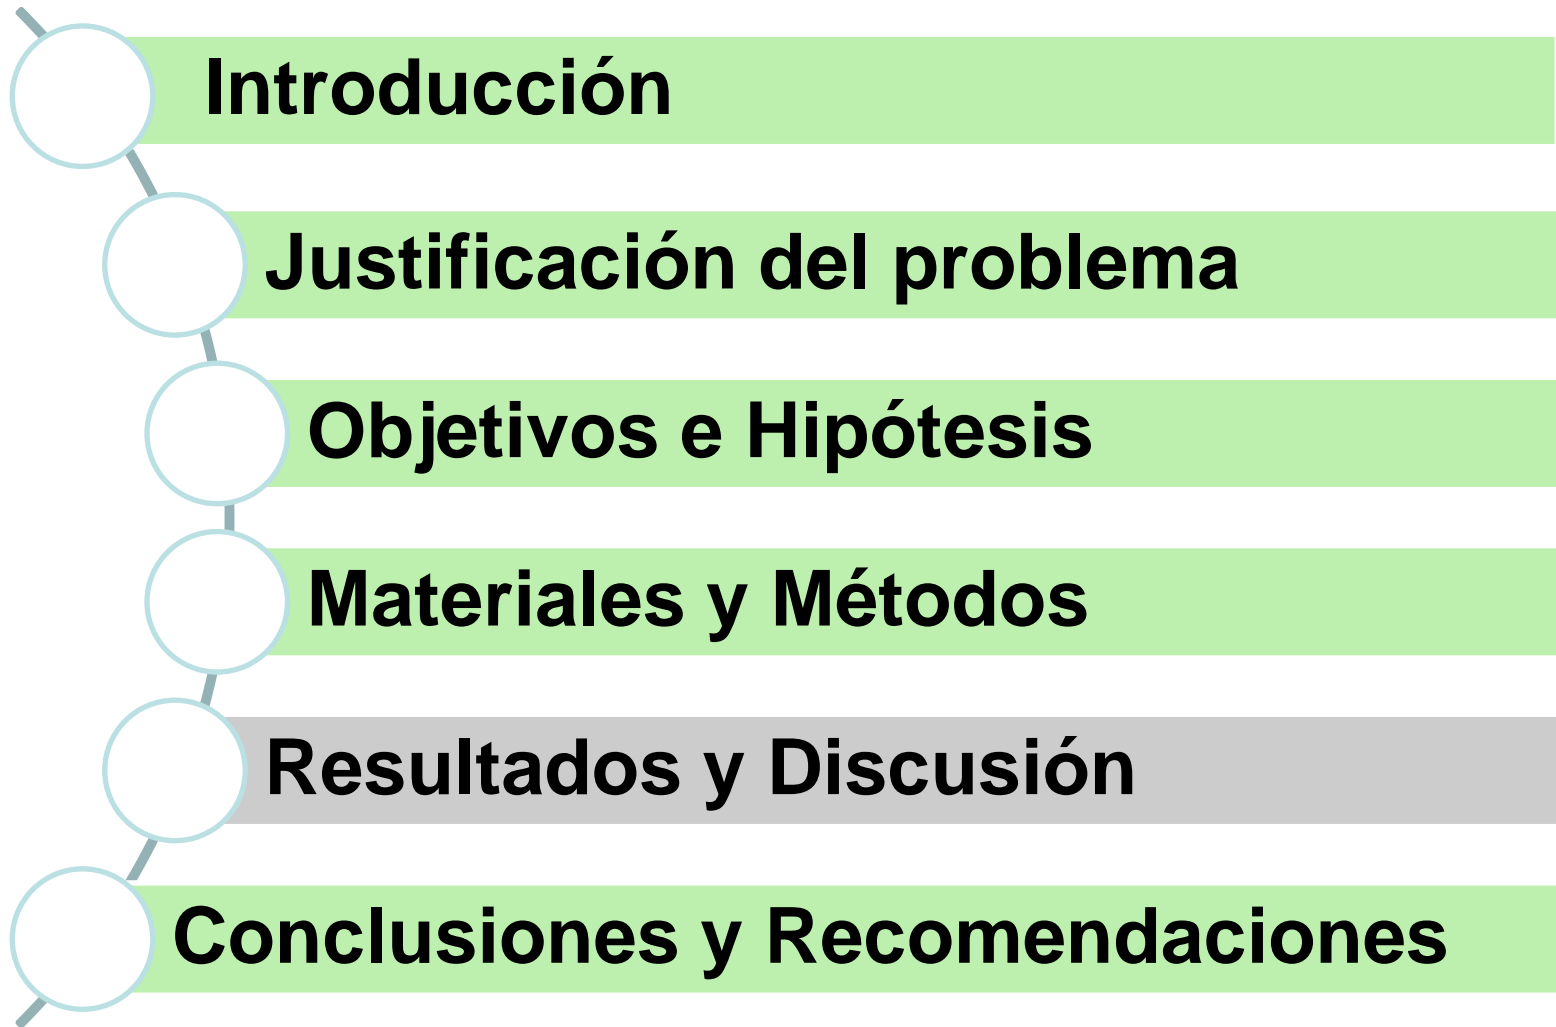 Introducción
Justificación del problema
Objetivos e Hipótesis
Materiales y Métodos
Resultados y Discusión
Conclusiones y Recomendaciones